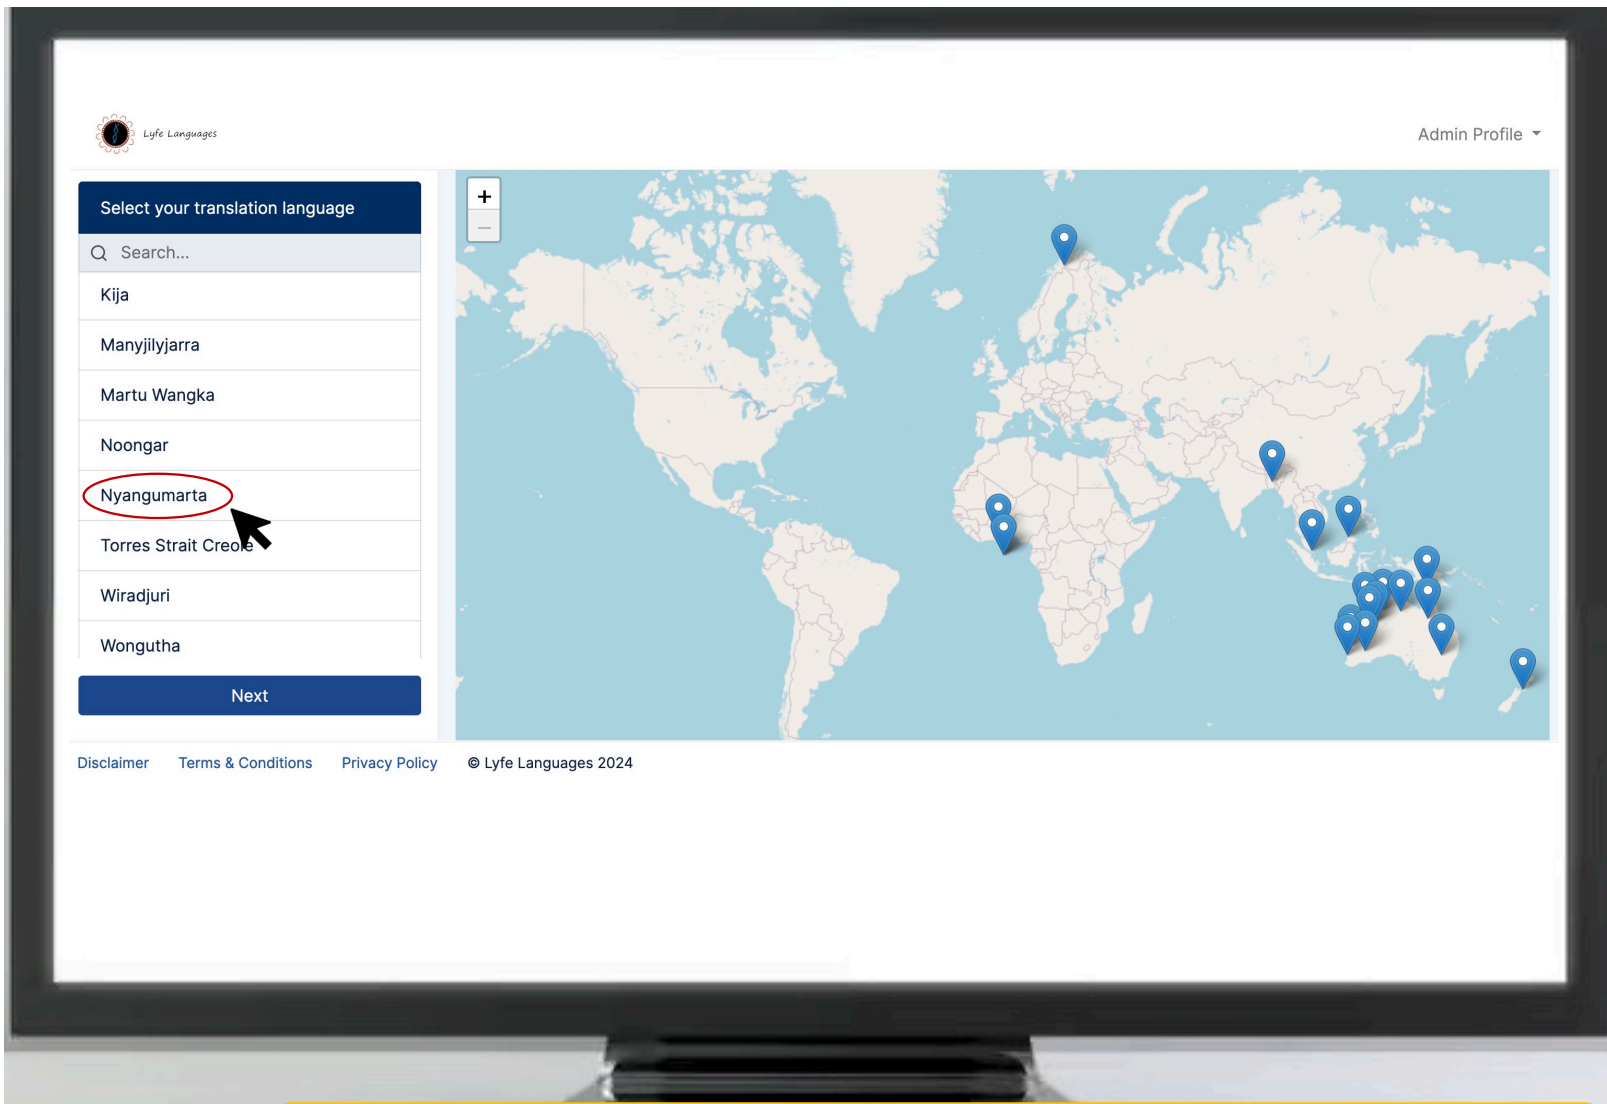 Lyfe Languages
Admin Profile
Select your translation language
Search...
Kija
Manyjilyjarra
Martu Wangka
Noongar
Nyangumarta
Torres Strait Creole
Wiradjuri
Wongutha
Next
+
−
Disclaimer Terms & Conditions Privacy Policy © Lyfe Languages 2024